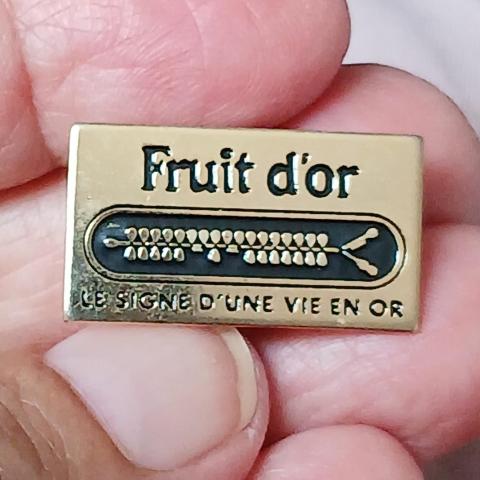 Fruit d'or
LE SIGNE D'UNE VIE EN OR